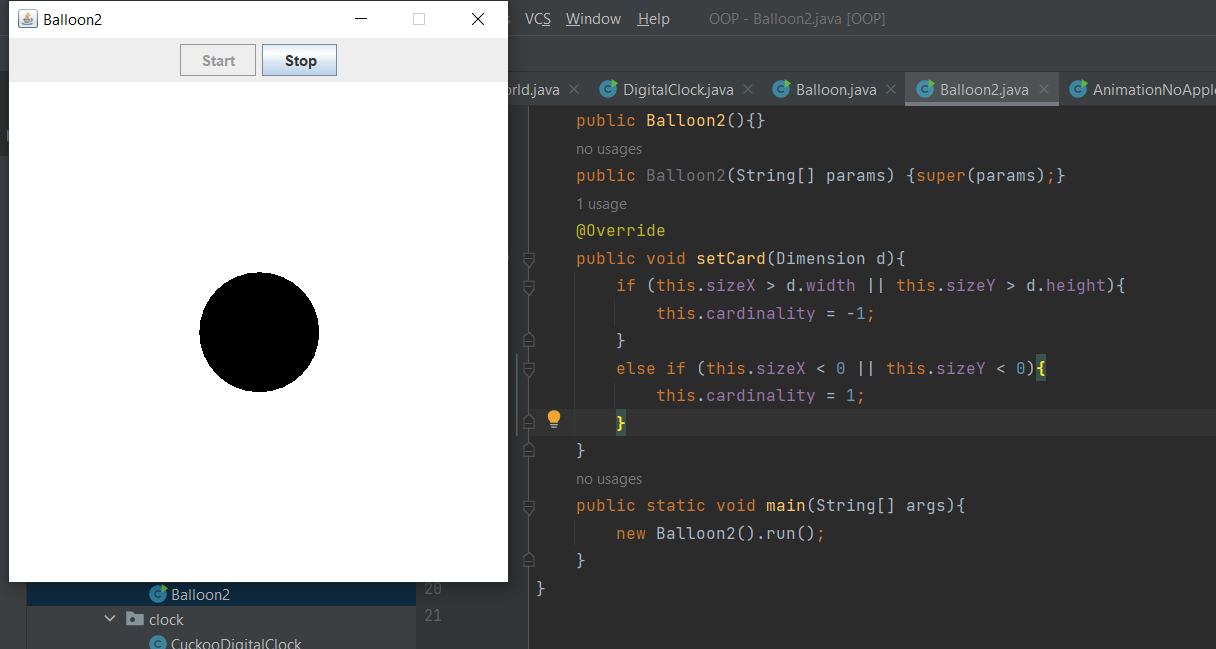 Balloon2
Start Stop
VCS Window Help OOP - Balloon2.java [OOP]
DigitalClock.java Balloon.java Balloon2.java
public Balloon2(){}
no usages
public Balloon2(String[] params) {super(params);}
1 usage
@Override
public void setCard(Dimension d){
if (this.sizeX > d.width || this.sizeY > d.height){
this.cardinality = -1;
}
else if (this.sizeX < 0 || this.sizeY < 0){
this.cardinality = 1;
}
}
no usages
public static void main(String[] args){
new Balloon2().run();
}
}
20
21
Balloon2
clock
CuckooDigitalClock